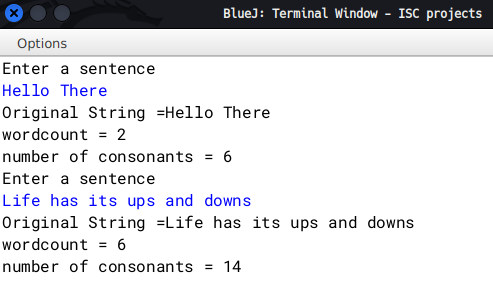 BlueJ: Terminal Window - ISC projects
Options
Enter a sentence
Hello There
Original String =Hello There
wordcount = 2
number of consonants = 6
Enter a sentence
Life has its ups and downs
Original String =Life has its ups and downs
wordcount = 6
number of consonants = 14